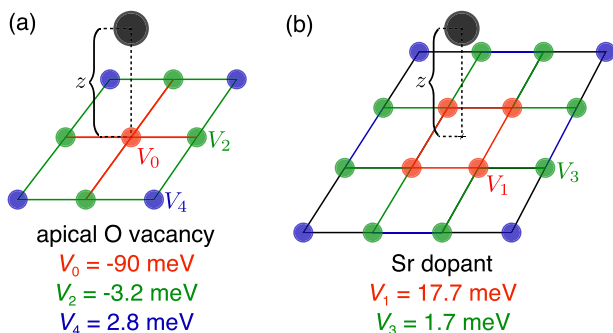 (a)
z
V₀
V₂
V₄
apical O vacancy
V₀ = -90 meV
V₂ = -3.2 meV
V₄ = 2.8 meV
(b)
z
V₁
V₃
Sr dopant
V₁ = 17.7 meV
V₃ = 1.7 meV